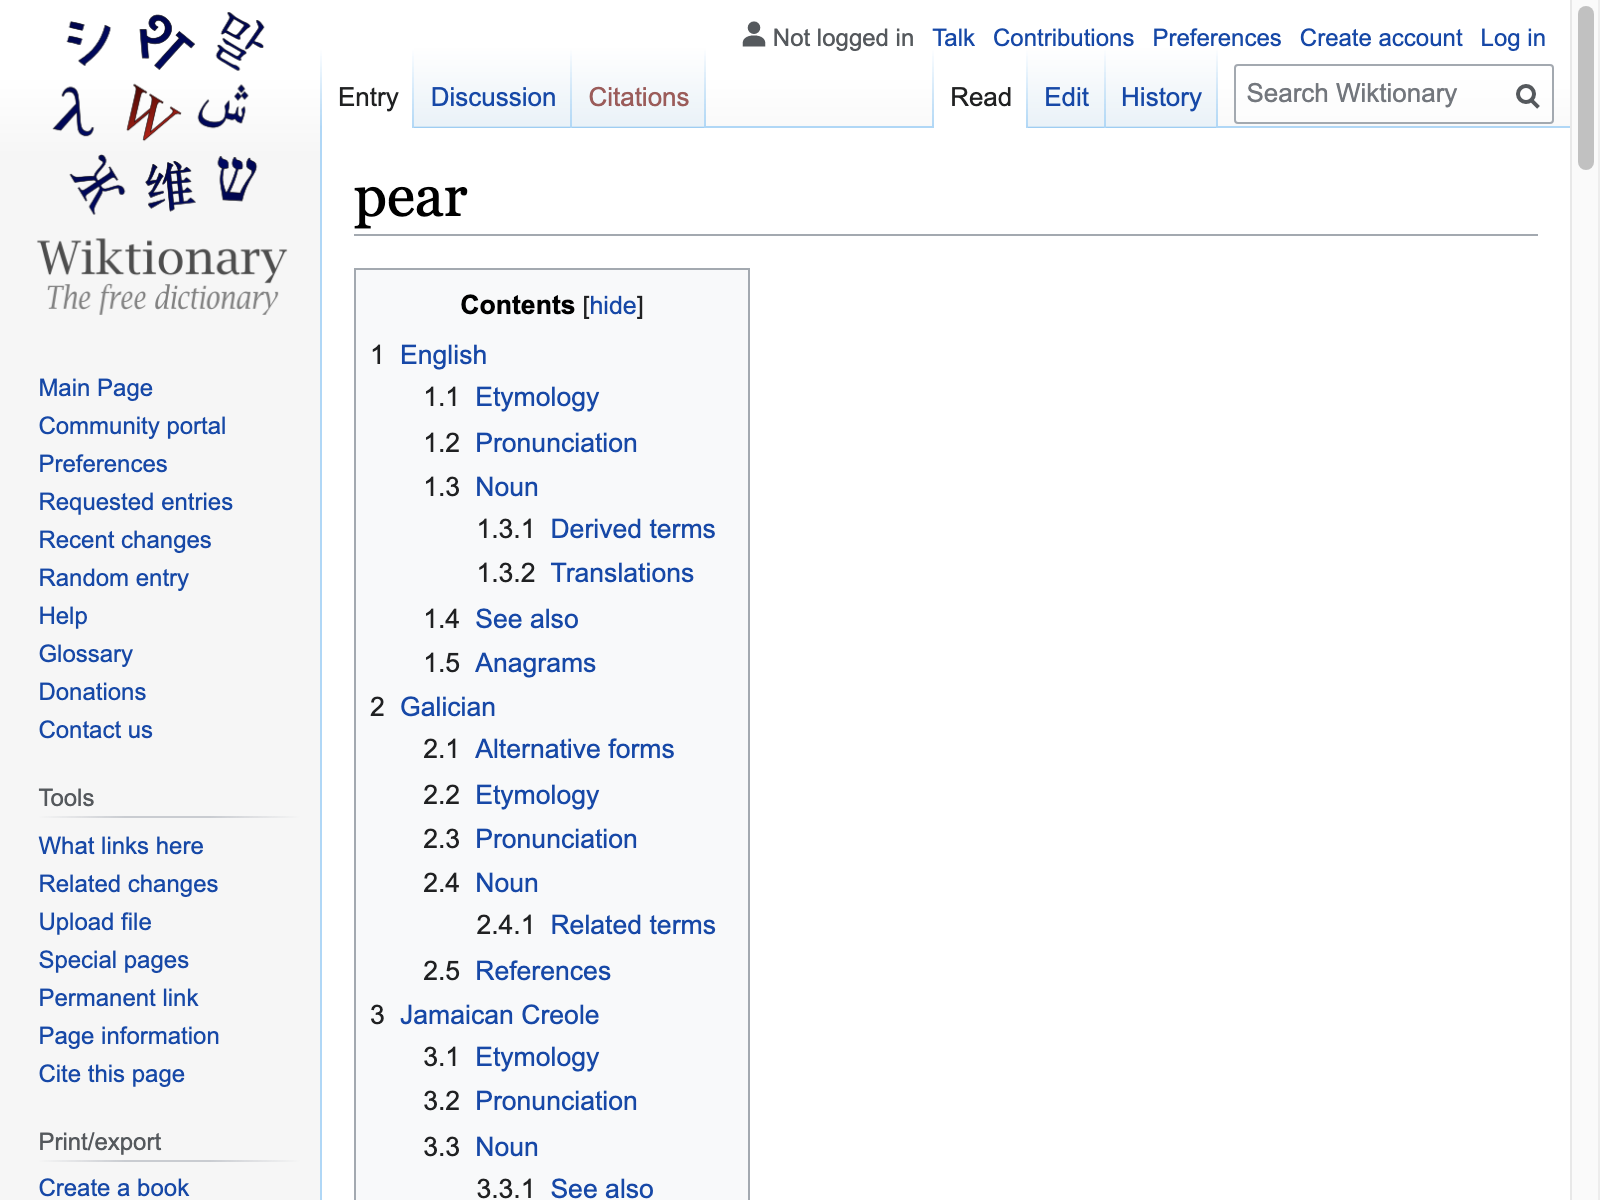 Not logged in Talk Contributions Preferences Create account Log in
Entry Discussion Citations Read Edit History Search Wiktionary
シ 말
λ W ش
维 ש
Wiktionary
The free dictionary
Main Page
Community portal
Preferences
Requested entries
Recent changes
Random entry
Help
Glossary
Donations
Contact us
Tools
What links here
Related changes
Upload file
Special pages
Permanent link
Page information
Cite this page
Print/export
Create a book
pear
Contents [hide]
1 English
1.1 Etymology
1.2 Pronunciation
1.3 Noun
1.3.1 Derived terms
1.3.2 Translations
1.4 See also
1.5 Anagrams
2 Galician
2.1 Alternative forms
2.2 Etymology
2.3 Pronunciation
2.4 Noun
2.4.1 Related terms
2.5 References
3 Jamaican Creole
3.1 Etymology
3.2 Pronunciation
3.3 Noun
3.3.1 See also